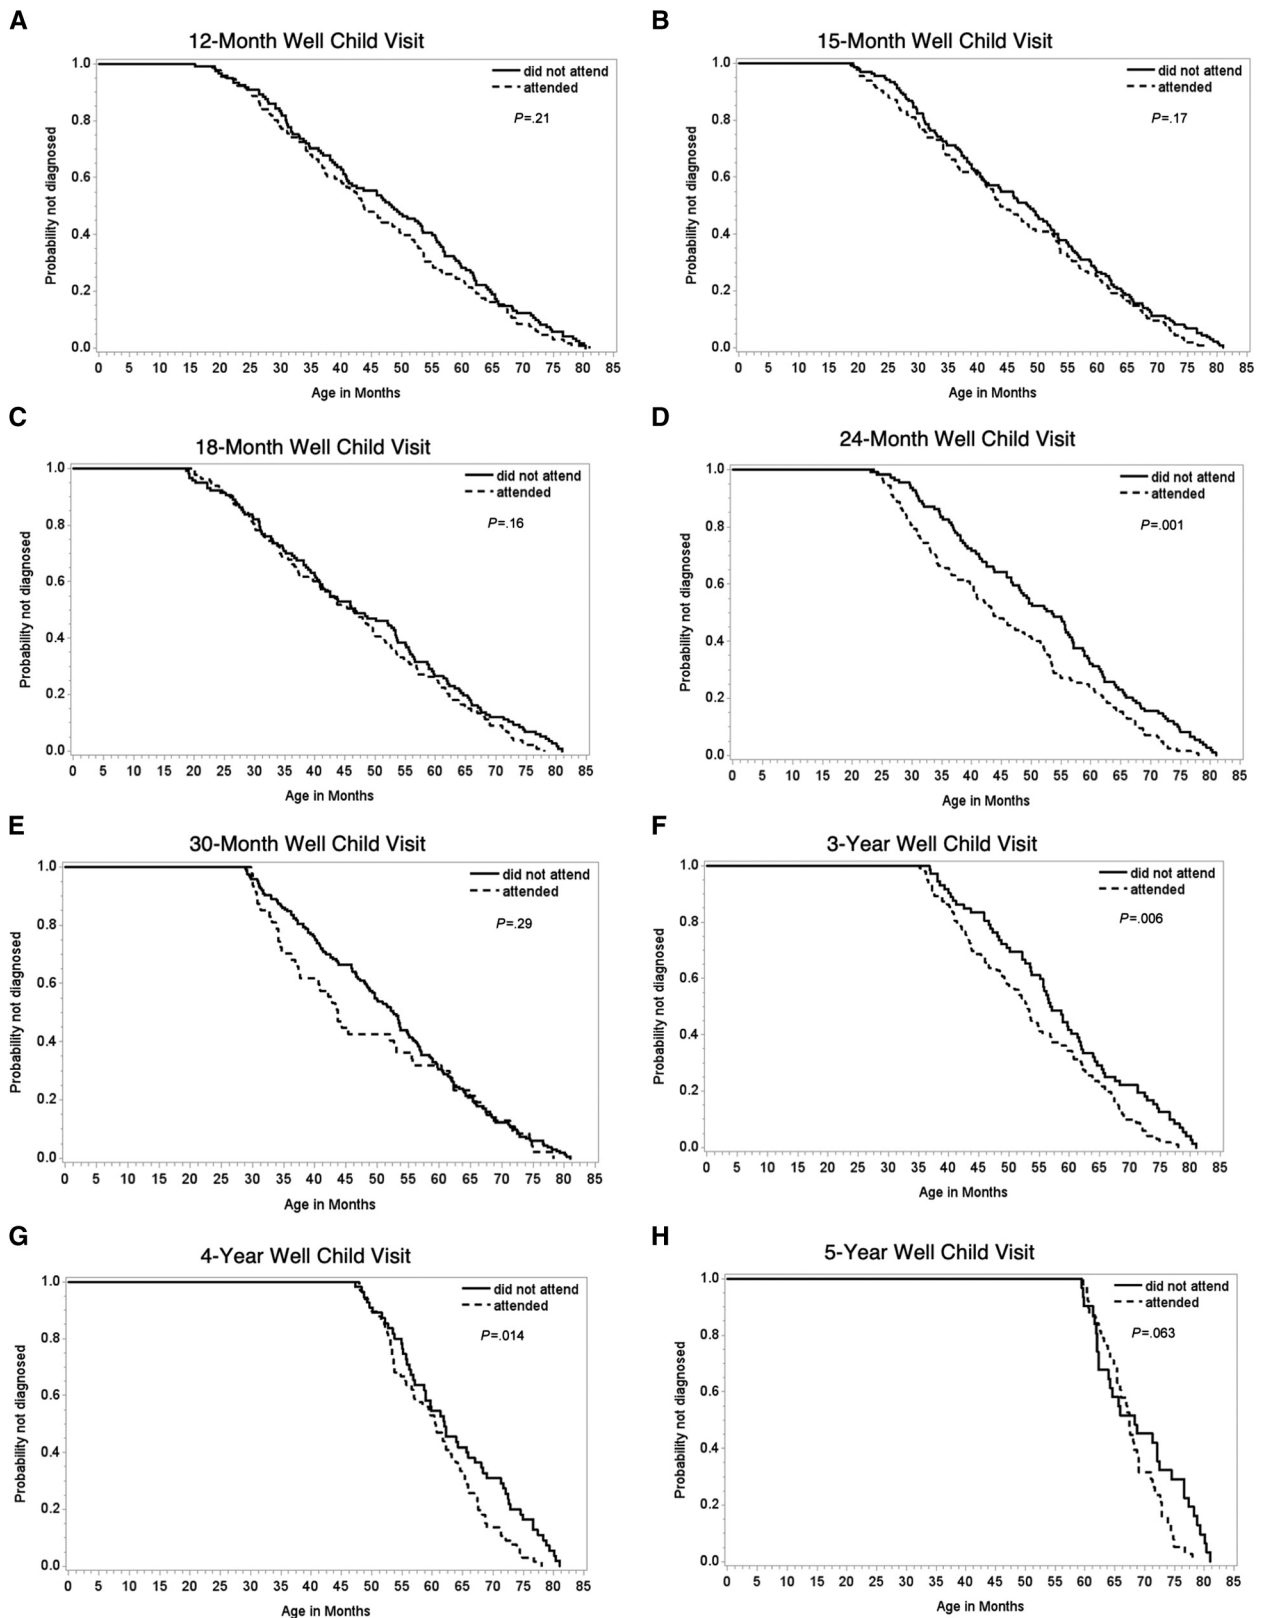 A
12-Month Well Child Visit
did not attend
attended
P=.21
Probability not diagnosed
1.0
0.8
0.6
0.4
0.2
0.0
0 5 10 15 20 25 30 35 40 45 50 55 60 65 70 75 80 85
Age in Months
B
15-Month Well Child Visit
did not attend
attended
P=.17
Probability not diagnosed
1.0
0.8
0.6
0.4
0.2
0.0
0 5 10 15 20 25 30 35 40 45 50 55 60 65 70 75 80 85
Age in Months
C
18-Month Well Child Visit
did not attend
attended
P=.16
Probability not diagnosed
1.0
0.8
0.6
0.4
0.2
0.0
0 5 10 15 20 25 30 35 40 45 50 55 60 65 70 75 80 85
Age in Months
D
24-Month Well Child Visit
did not attend
attended
P=.001
Probability not diagnosed
1.0
0.8
0.6
0.4
0.2
0.0
0 5 10 15 20 25 30 35 40 45 50 55 60 65 70 75 80 85
Age in Months
E
30-Month Well Child Visit
did not attend
attended
P=.29
Probability not diagnosed
1.0
0.8
0.6
0.4
0.2
0.0
0 5 10 15 20 25 30 35 40 45 50 55 60 65 70 75 80 85
Age in Months
F
3-Year Well Child Visit
did not attend
attended
P=.006
Probability not diagnosed
1.0
0.8
0.6
0.4
0.2
0.0
0 5 10 15 20 25 30 35 40 45 50 55 60 65 70 75 80 85
Age in Months
G
4-Year Well Child Visit
did not attend
attended
P=.014
Probability not diagnosed
1.0
0.8
0.6
0.4
0.2
0.0
0 5 10 15 20 25 30 35 40 45 50 55 60 65 70 75 80 85
Age in Months
H
5-Year Well Child Visit
did not attend
attended
P=.063
Probability not diagnosed
1.0
0.8
0.6
0.4
0.2
0.0
0 5 10 15 20 25 30 35 40 45 50 55 60 65 70 75 80 85
Age in Months